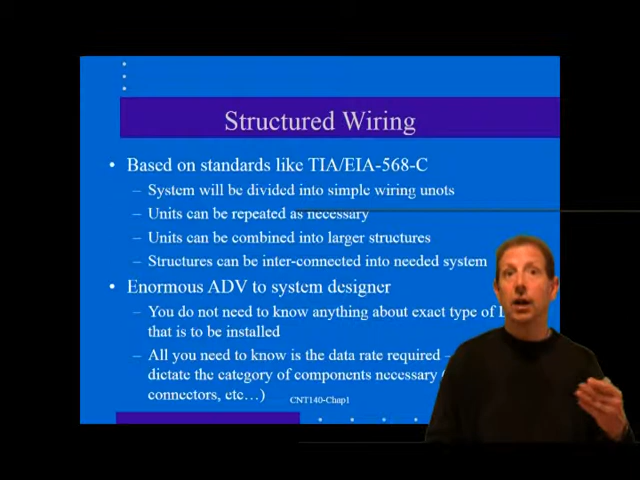 Structured Wiring
• Based on standards like TIA/EIA-568-C
– System will be divided into simple wiring unots
– Units can be repeated as necessary
– Units can be combined into larger structures
– Structures can be inter-connected into needed system
• Enormous ADV to system designer
– You do not need to know anything about exact type of
that is to be installed
– All you need to know is the data rate required –
dictate the category of components necessary (
connectors, etc…)
CNT140-Chap1